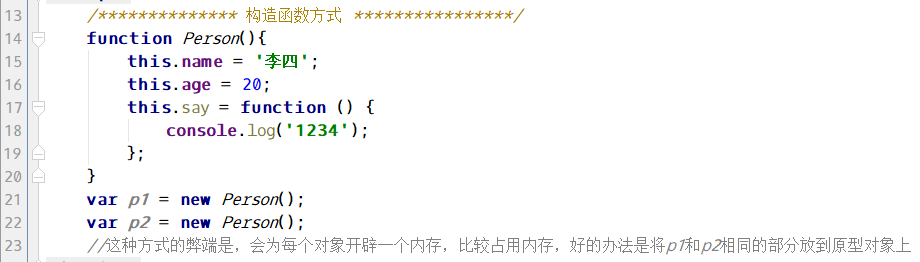 13 /************** 构造函数方式 ****************/
14 function Person(){
15 this.name = '李四';
16 this.age = 20;
17 this.say = function () {
18 console.log('1234');
19 };
20 }
21 var p1 = new Person();
22 var p2 = new Person();
23 //这种方式的弊端是，会为每个对象开辟一个内存，比较占用内存，好的办法是将p1和p2相同的部分放到原型对象上